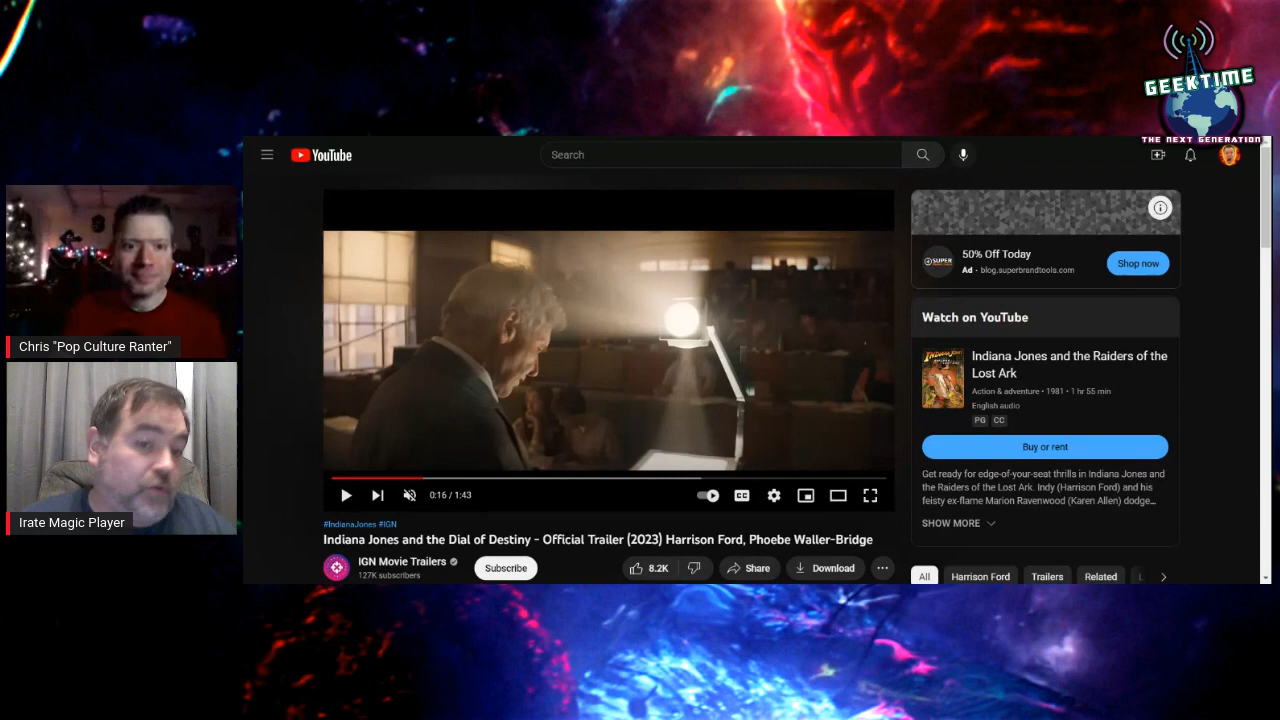 GEEKTIME
THE NEXT GENERATION
YouTube
Search
50% Off Today
SUPER
Ad · blog.superbrandtools.com
Shop now
Watch on YouTube
INDIANA JONES
Indiana Jones and the Raiders of the
Lost Ark
Action & adventure • 1981 • 1 hr 55 min
English audio
PG CC
Buy or rent
Get ready for edge-of-your-seat thrills in Indiana Jones and
the Raiders of the Lost Ark. Indy (Harrison Ford) and his
feisty ex-flame Marion Ravenwood (Karen Allen) dodge...
SHOW MORE
All Harrison Ford Trailers Related L
Chris "Pop Culture Ranter"
Irate Magic Player
0:16 / 1:43
CC
#IndianaJones #IGN
Indiana Jones and the Dial of Destiny - Official Trailer (2023) Harrison Ford, Phoebe Waller-Bridge
IGN Movie Trailers
127K subscribers
Subscribe
8.2K
Share
Download